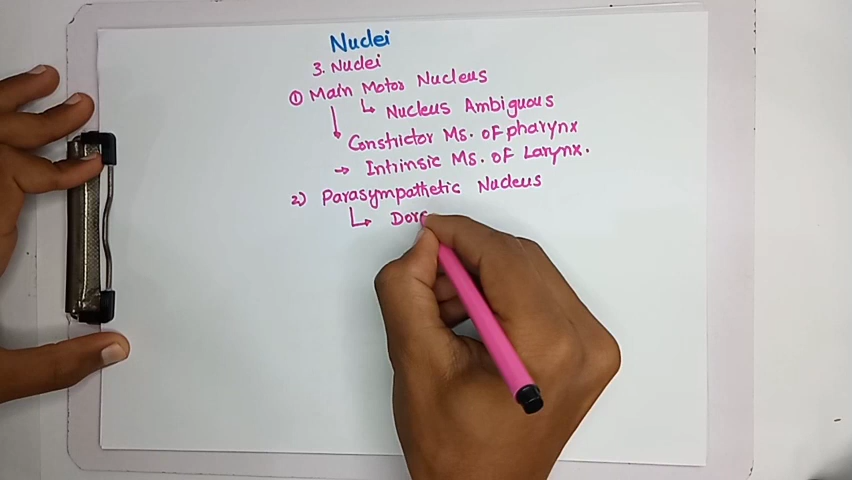 Nuclei
3. Nuclei
① Main Motor Nucleus
↳ Nucleus Ambiguous
↓ Constrictor Ms. of pharynx
→ Intrinsic Ms. of Larynx.
2) Parasympathetic Nucleus
↳ Dors